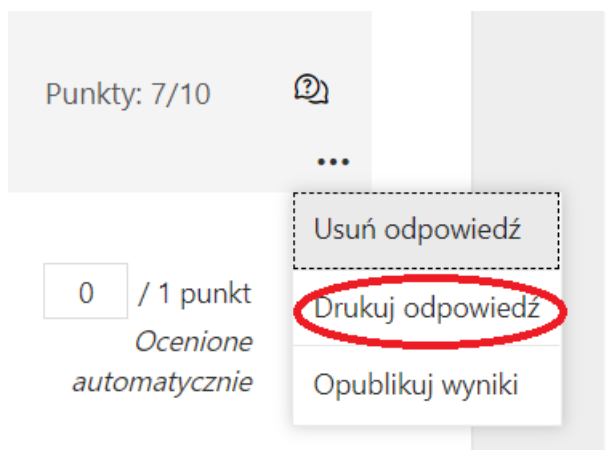 Punkty: 7/10
...
Usuń odpowiedź
0 / 1 punkt
Drukuj odpowiedź
Ocenione
automatycznie
Opublikuj wyniki